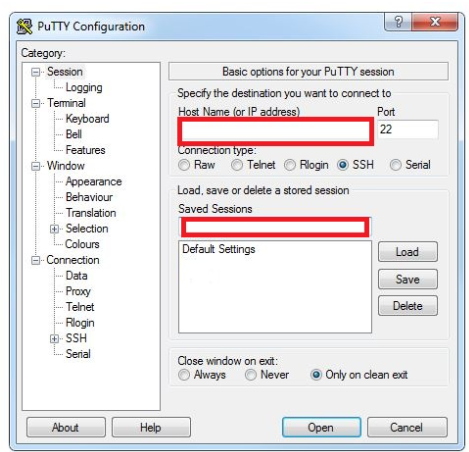 PuTTY Configuration
Category:
Session
Logging
Terminal
Keyboard
Bell
Features
Window
Appearance
Behaviour
Translation
Selection
Colours
Connection
Data
Proxy
Telnet
Rlogin
SSH
Serial
Basic options for your PuTTY session
Specify the destination you want to connect to
Host Name (or IP address) Port
22
Connection type:
Raw Telnet Rlogin SSH Serial
Load, save or delete a stored session
Saved Sessions
Default Settings
Load
Save
Delete
Close window on exit:
Always Never Only on clean exit
About Help Open Cancel